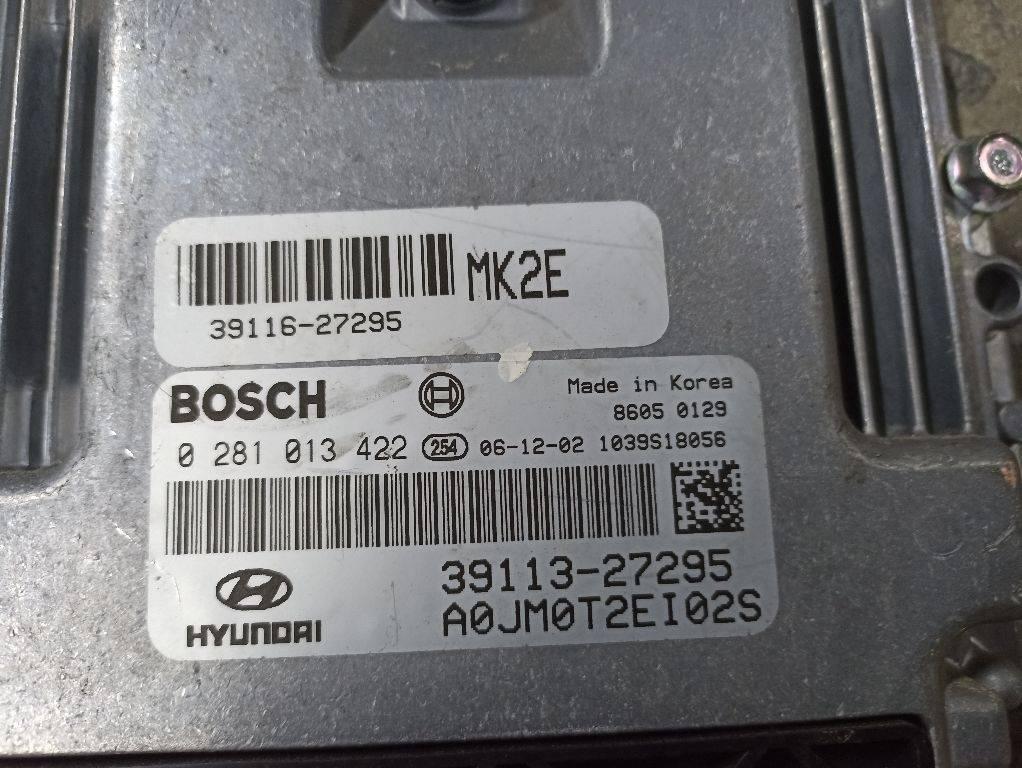 MK2E
39116-27295
BOSCH
Made in Korea
8605 0129
0 281 013 422 254 06-12-02 1039S18056
39113-27295
HYUNDAI
A0JM0T2EI02S